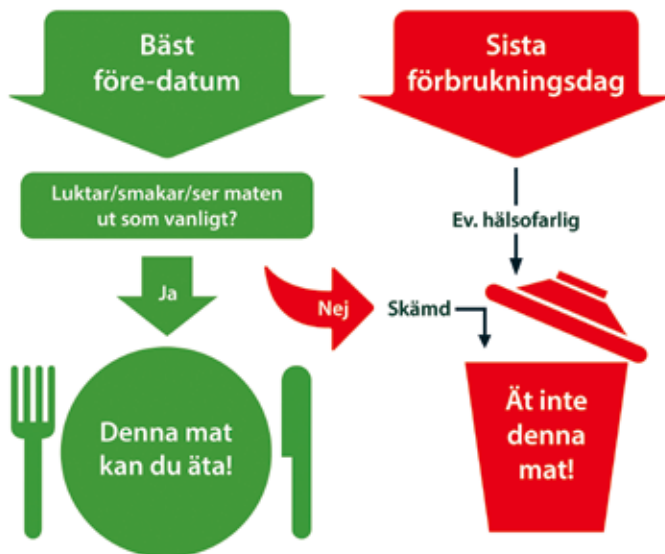 Bäst
före-datum
Sista
förbrukningsdag
Luktar/smakar/ser maten
ut som vanligt?
Ev. hälsofarlig
Ja
Nej
Skämd
Denna mat
kan du äta!
Ät inte
denna
mat!